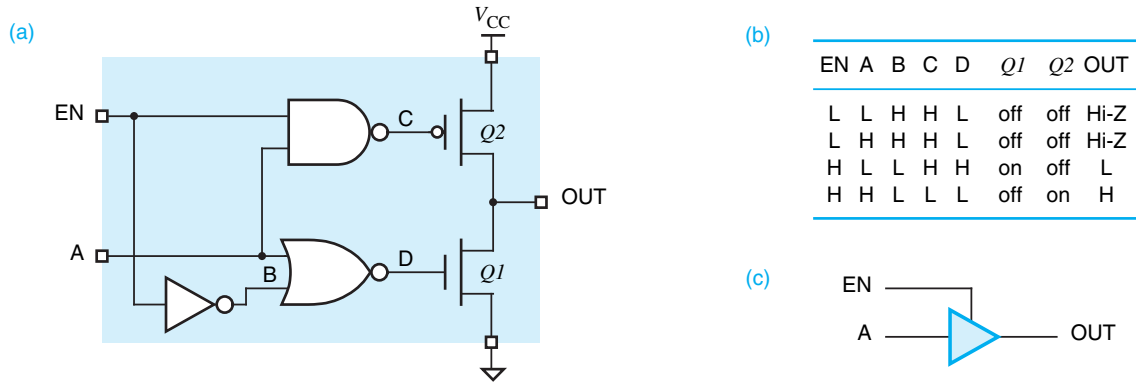 (a)
V_CC
EN
C
Q2
OUT
A
B
D
Q1
(b)
EN A B C D Q1 Q2 OUT
L L H H L off off Hi-Z
L H H H L off off Hi-Z
H L L H H on off L
H H L L L off on H
(c)
EN
A
OUT